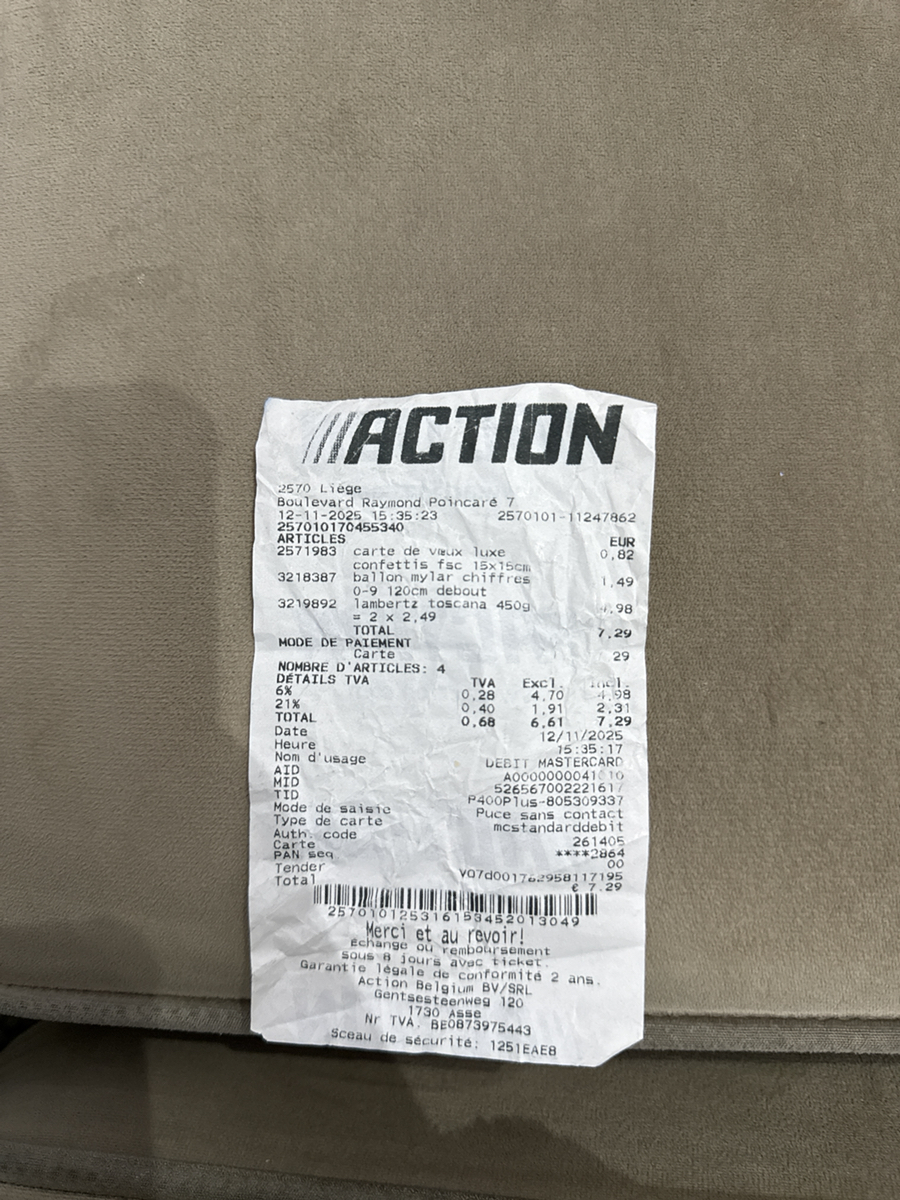 ACTION
2570 Liège
Boulevard Raymond Poincaré 7
12-11-2025 15:35:23 2570101-11247862
257010170455340
ARTICLES EUR
2571983 carte de vœux luxe 0,82
confettis fsc 15x15cm
3218387 ballon mylar chiffres 1,49
0-9 120cm debout
3219892 lambertz toscana 450g 4,98
= 2 x 2,49
TOTAL 7,29
MODE DE PAIEMENT
Carte 29
NOMBRE D'ARTICLES: 4
DÉTAILS TVA TVA Excl. Incl.
6% 0,28 4,70 4,98
21% 0,40 1,91 2,31
TOTAL 0,68 6,61 7,29
Date 12/11/2025
Heure 15:35:17
Nom d'usage DEBIT MASTERCARD
AID
MID
TID P400Plus-805309337
Mode de saisie Puce sans contact
Type de carte mcstandarddebit
Auth. code 261405
Carte ****2864
PAN seq 00
Tender
Total € 7.29
257010125316153452013049
Merci et au revoir!
Echange ou remboursement
sous 8 jours avec ticket.
Garantie légale de conformité 2 ans.
Action Belgium BV/SRL
Gentsesteenweg 120
1730 Asse
Nr TVA. BE0873975443
Sceau de sécurité: 1251EAE8